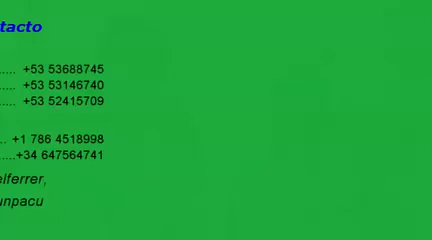 tacto
..... +53 53688745
..... +53 53146740
..... +53 52415709
.. +1 786 4518998
.....+34 647564741
elferrer,
unpacu